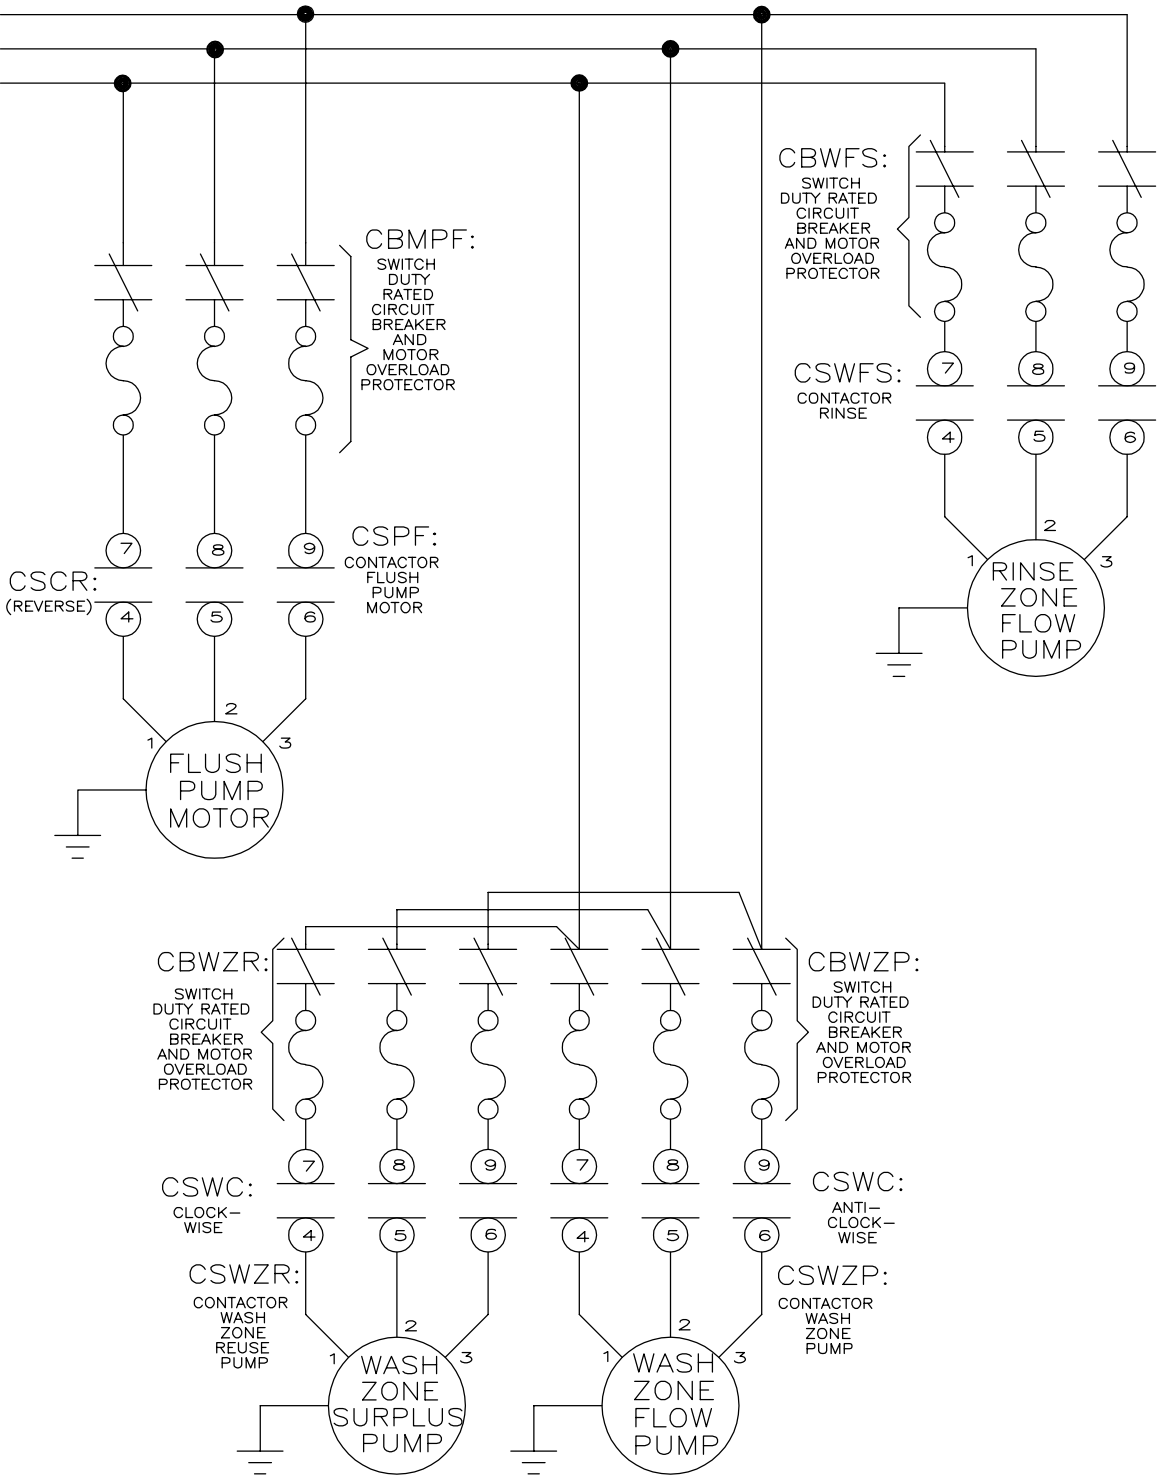 CBWFS:
SWITCH
DUTY RATED
CIRCUIT
BREAKER
AND MOTOR
OVERLOAD
PROTECTOR
CBMPF:
SWITCH
DUTY
RATED
CIRCUIT
BREAKER
AND
MOTOR
OVERLOAD
PROTECTOR
CSWFS:
CONTACTOR
RINSE
7 8 9
4 5 6
1 2 3
RINSE
ZONE
FLOW
PUMP
CSPF:
CONTACTOR
FLUSH
PUMP
MOTOR
CSCR:
(REVERSE)
7 8 9
4 5 6
1 2 3
FLUSH
PUMP
MOTOR
CBWZR:
SWITCH
DUTY RATED
CIRCUIT
BREAKER
AND MOTOR
OVERLOAD
PROTECTOR
CBWZP:
SWITCH
DUTY RATED
CIRCUIT
BREAKER
AND MOTOR
OVERLOAD
PROTECTOR
7 8 9 7 8 9
CSWC:
CLOCK-
WISE
CSWC:
ANTI-
CLOCK-
WISE
4 5 6 4 5 6
CSWZR:
CONTACTOR
WASH
ZONE
REUSE
PUMP
CSWZP:
CONTACTOR
WASH
ZONE
PUMP
1 2 3
WASH
ZONE
SURPLUS
PUMP
1 2 3
WASH
ZONE
FLOW
PUMP